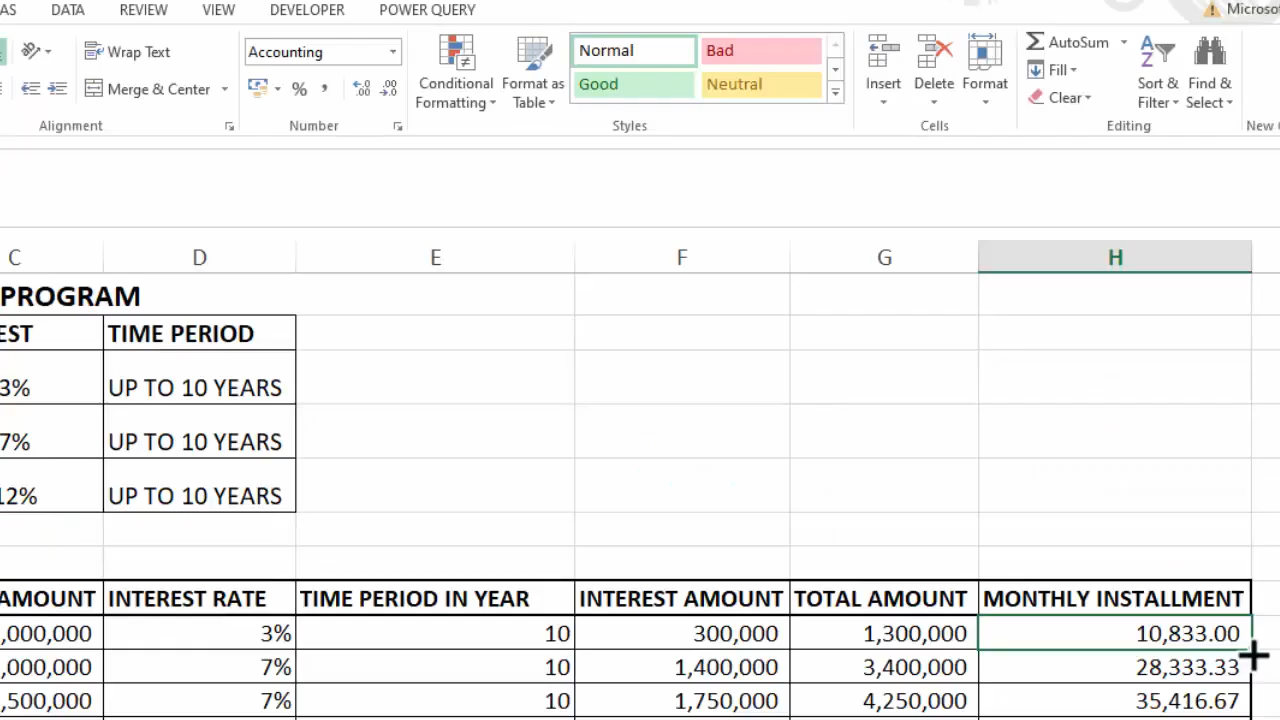 AS DATA REVIEW VIEW DEVELOPER POWER QUERY Microsof
Wrap Text Accounting Normal Bad AutoSum
Merge & Center % , Conditional Formatting Format as Table Good Neutral Insert Delete Format Fill Sort & Filter Find & Select
Clear
Alignment Number Styles Cells Editing New
C D E F G H
PROGRAM
EST TIME PERIOD
3% UP TO 10 YEARS
7% UP TO 10 YEARS
12% UP TO 10 YEARS
AMOUNT INTEREST RATE TIME PERIOD IN YEAR INTEREST AMOUNT TOTAL AMOUNT MONTHLY INSTALLMENT
,000,000 3% 10 300,000 1,300,000 10,833.00
,000,000 7% 10 1,400,000 3,400,000 28,333.33
,500,000 7% 10 1,750,000 4,250,000 35,416.67